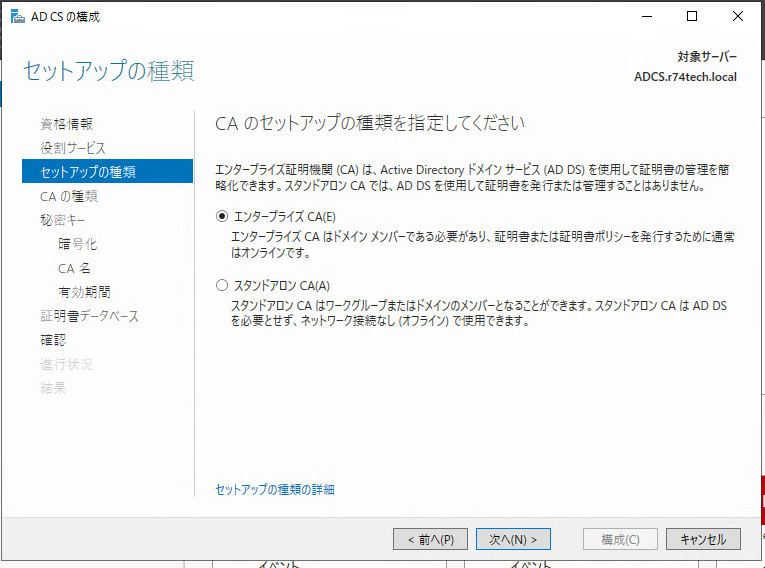 AD CS の構成
対象サーバー
ADCS.r74tech.local
セットアップの種類
資格情報
役割サービス
セットアップの種類
CA の種類
秘密キー
暗号化
CA 名
有効期間
証明書データベース
確認
進行状況
結果
CA のセットアップの種類を指定してください
エンタープライズ証明機関 (CA) は、Active Directory ドメイン サービス (AD DS) を使用して証明書の管理を簡
略化できます。スタンドアロン CA では、AD DS を使用して証明書を発行または管理することはありません。
エンタープライズ CA(E)
エンタープライズ CA はドメイン メンバーである必要があり、証明書または証明書ポリシーを発行するために通常
はオンラインです。
スタンドアロン CA(A)
スタンドアロン CA はワークグループまたはドメインのメンバーとなることができます。スタンドアロン CA は AD DS
を必要とせず、ネットワーク接続なし (オフライン) で使用できます。
セットアップの種類の詳細
< 前へ(P)
次へ(N) >
構成(C)
キャンセル
イベント
イベント